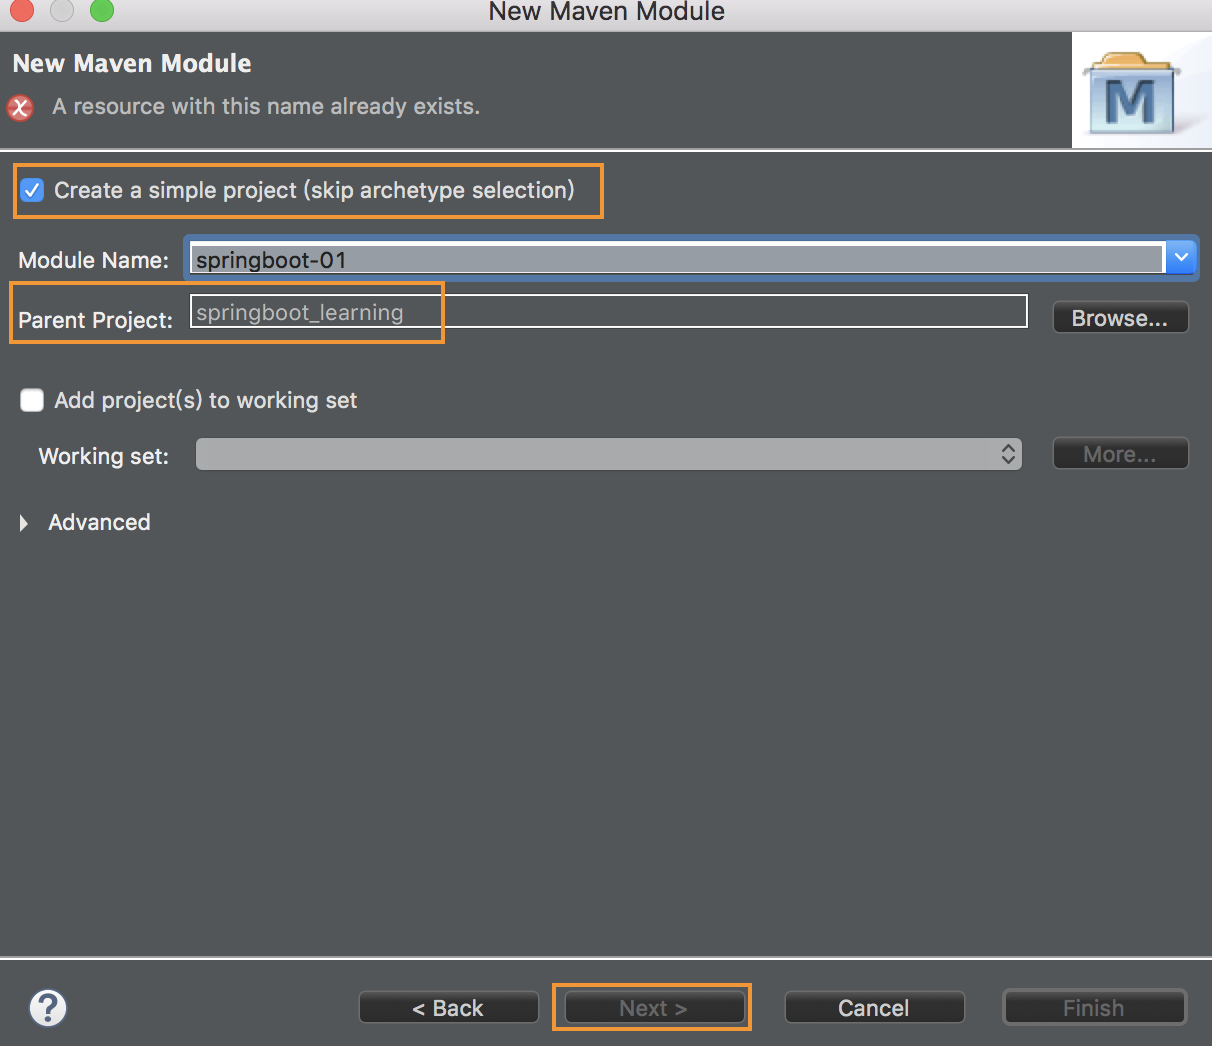 New Maven Module
New Maven Module
A resource with this name already exists.
M
Create a simple project (skip archetype selection)
Module Name: springboot-01
Parent Project: springboot_learning Browse...
Add project(s) to working set
Working set: More...
Advanced
? < Back Next > Cancel Finish